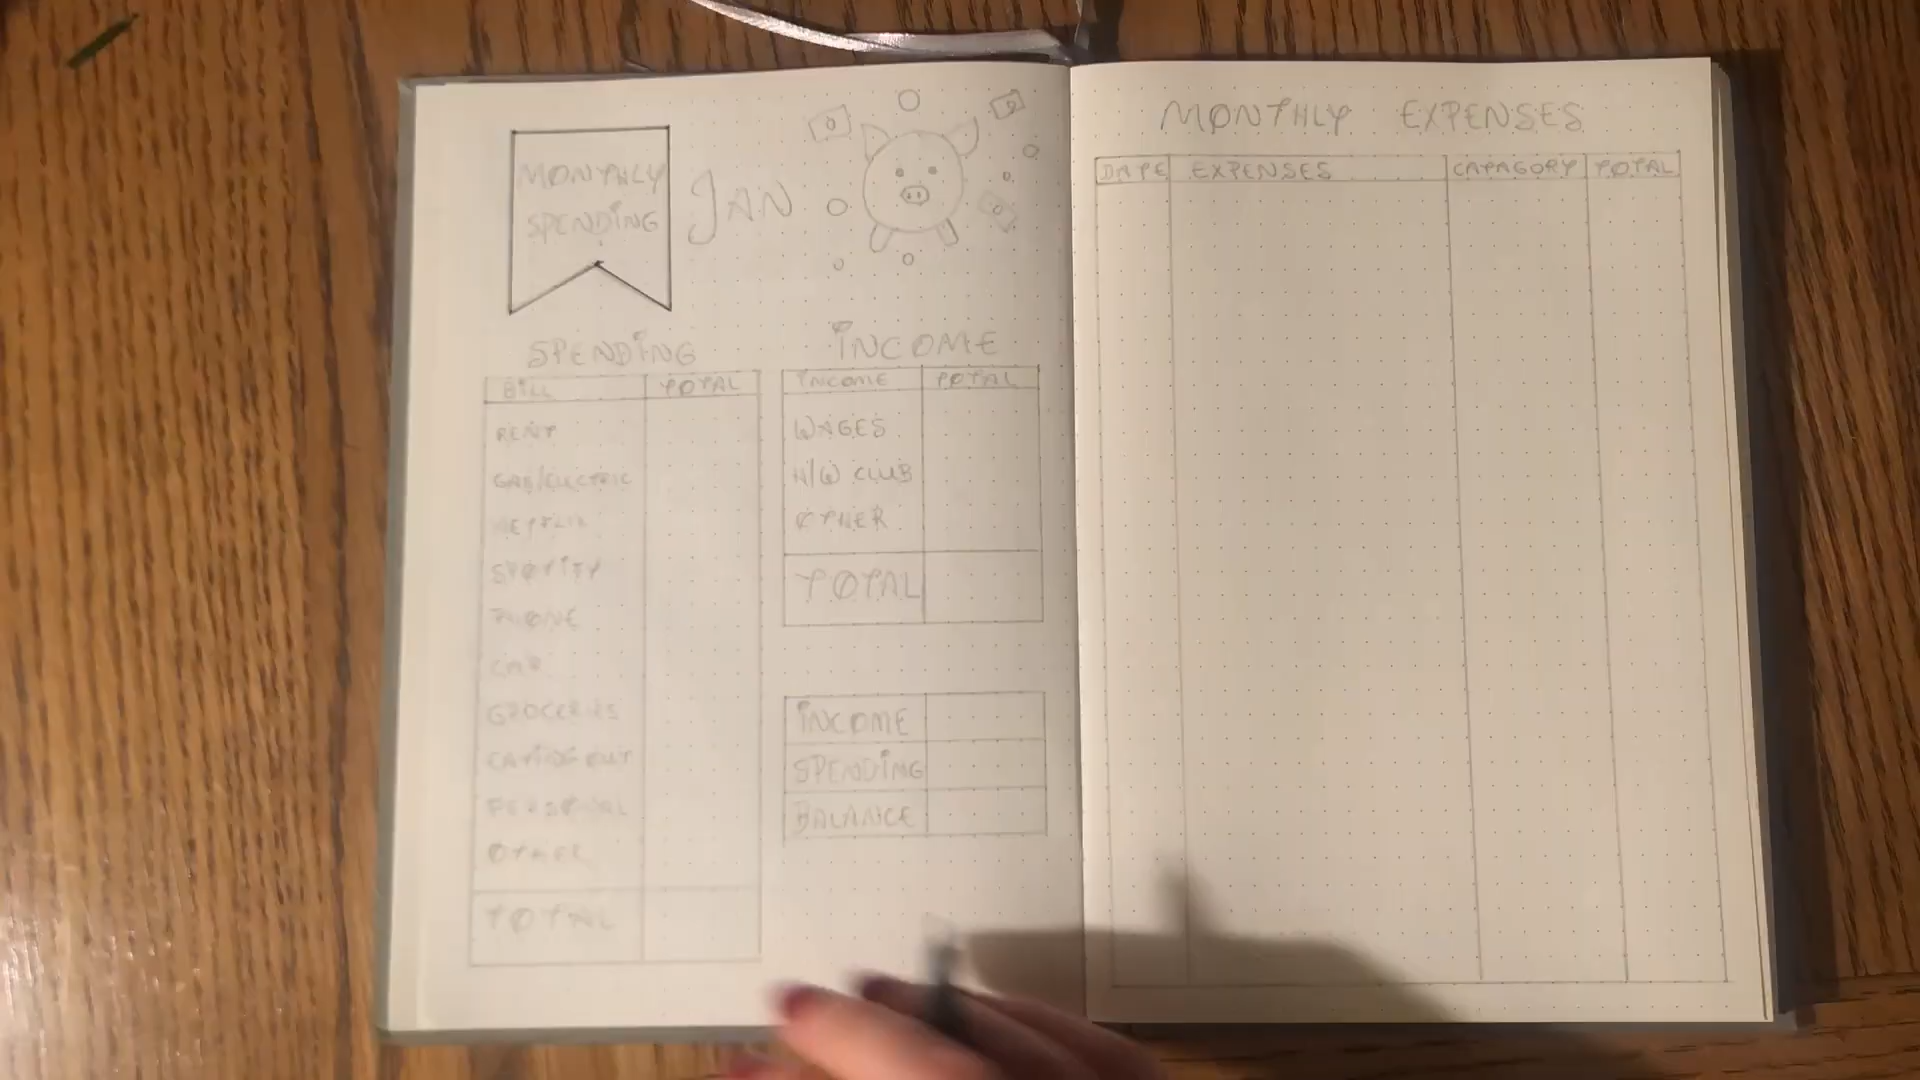 MONTHLY
SPENDING
JAN
SPENDING
BILL TOTAL
RENT
GAS/ELECTRIC
NETFLIX
SPOTIFY
PHONE
CAR
GROCERIES
EATING OUT
PERSONAL
OTHER
TOTAL
INCOME
INCOME TOTAL
WAGES
H/W CLUB
OTHER
TOTAL
INCOME
SPENDING
BALANCE
MONTHLY EXPENSES
DATE EXPENSES CATAGORY TOTAL